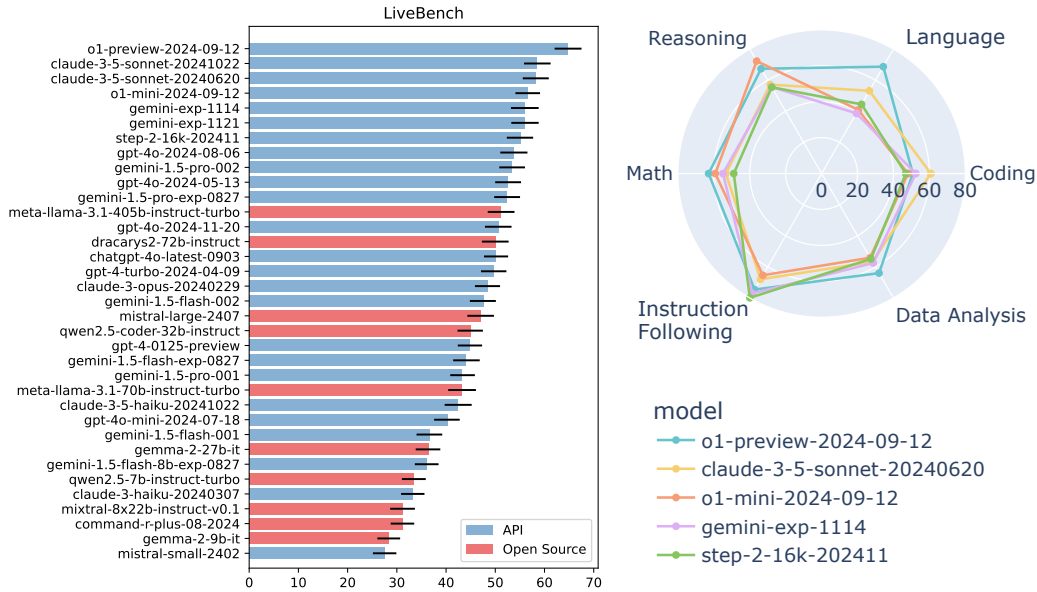 LiveBench
o1-preview-2024-09-12
claude-3-5-sonnet-20241022
claude-3-5-sonnet-20240620
o1-mini-2024-09-12
gemini-exp-1114
gemini-exp-1121
step-2-16k-202411
gpt-4o-2024-08-06
gemini-1.5-pro-002
gpt-4o-2024-05-13
gemini-1.5-pro-exp-0827
meta-llama-3.1-405b-instruct-turbo
gpt-4o-2024-11-20
dracarys2-72b-instruct
chatgpt-4o-latest-0903
gpt-4-turbo-2024-04-09
claude-3-opus-20240229
gemini-1.5-flash-002
mistral-large-2407
qwen2.5-coder-32b-instruct
gpt-4-0125-preview
gemini-1.5-flash-exp-0827
gemini-1.5-pro-001
meta-llama-3.1-70b-instruct-turbo
claude-3-5-haiku-20241022
gpt-4o-mini-2024-07-18
gemini-1.5-flash-001
gemma-2-27b-it
gemini-1.5-flash-8b-exp-0827
qwen2.5-7b-instruct-turbo
claude-3-haiku-20240307
mixtral-8x22b-instruct-v0.1
command-r-plus-08-2024
gemma-2-9b-it
mistral-small-2402
0 10 20 30 40 50 60 70
API
Open Source
Reasoning
Language
Math
0 20 40 60 80
Coding
Instruction
Following
Data Analysis
model
o1-preview-2024-09-12
claude-3-5-sonnet-20240620
o1-mini-2024-09-12
gemini-exp-1114
step-2-16k-202411